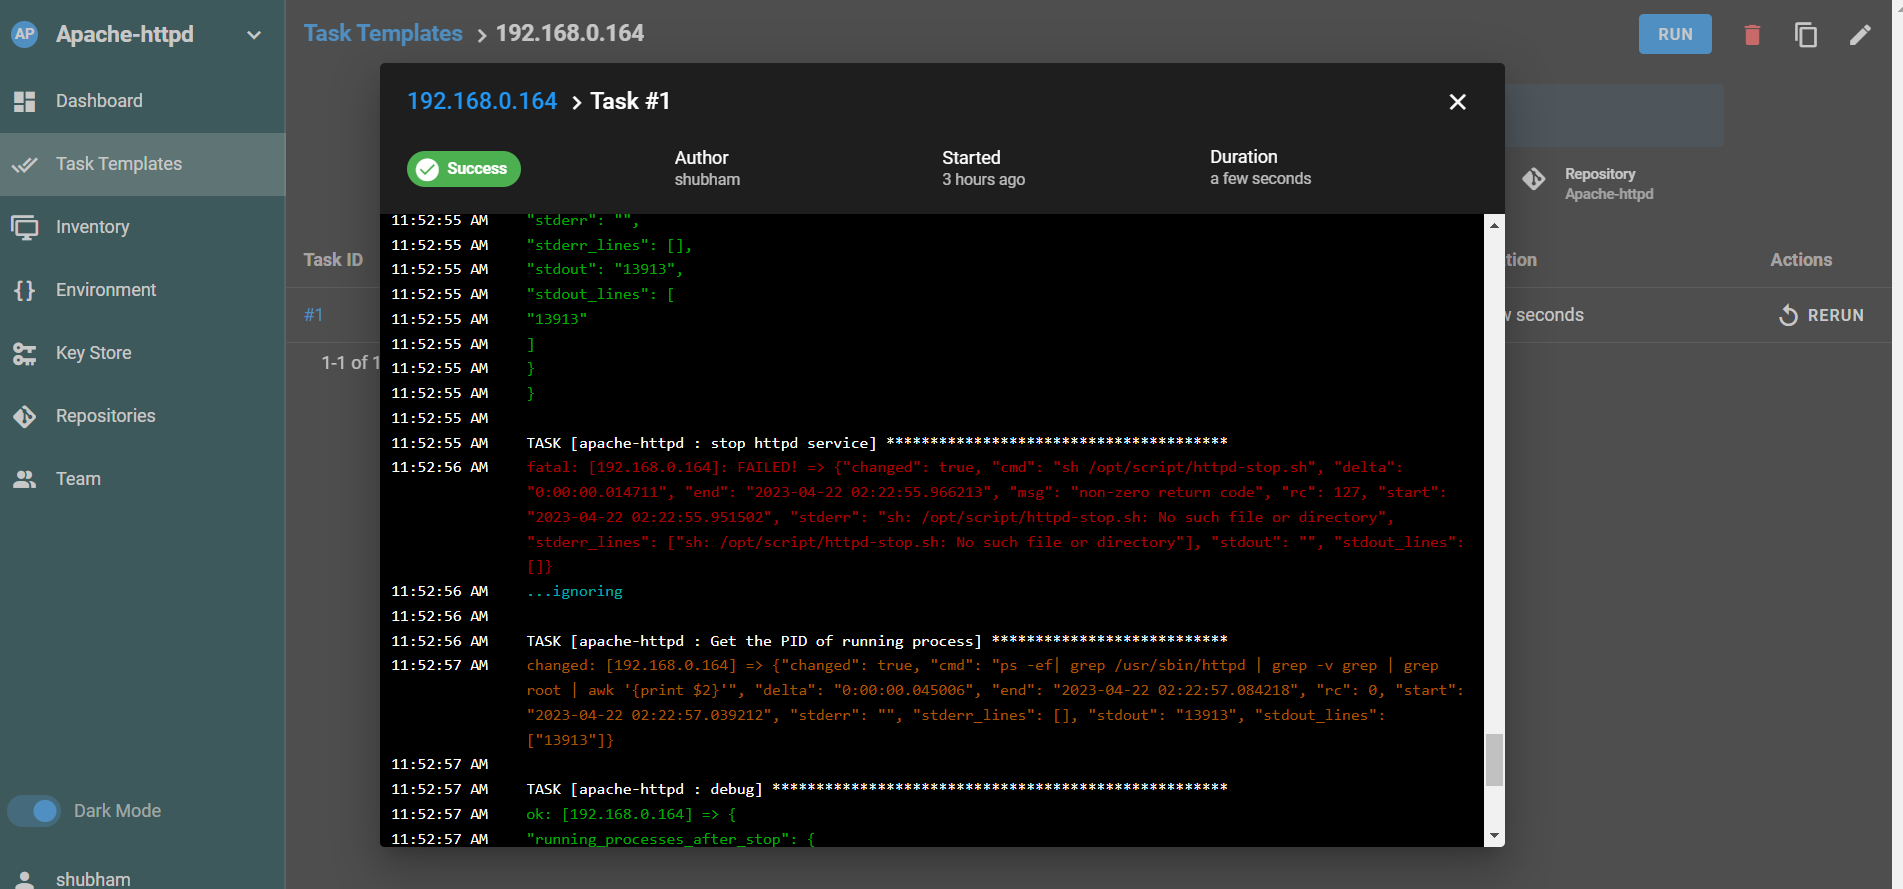 AP Apache-httpd
Dashboard
Task Templates
Inventory
Environment
Key Store
Repositories
Team
Dark Mode
shubham
Task Templates > 192.168.0.164
RUN
Repository
Apache-httpd
Task ID
tion
Actions
#1
seconds
RERUN
1-1 of 1
192.168.0.164 > Task #1
Success
Author
shubham
Started
3 hours ago
Duration
a few seconds
11:52:55 AM "stderr": "",
11:52:55 AM "stderr_lines": [],
11:52:55 AM "stdout": "13913",
11:52:55 AM "stdout_lines": [
11:52:55 AM "13913"
11:52:55 AM ]
11:52:55 AM }
11:52:55 AM }
11:52:55 AM
11:52:55 AM TASK [apache-httpd : stop httpd service] ***************************************
11:52:56 AM fatal: [192.168.0.164]: FAILED! => {"changed": true, "cmd": "sh /opt/script/httpd-stop.sh", "delta":
"0:00:00.014711", "end": "2023-04-22 02:22:55.966213", "msg": "non-zero return code", "rc": 127, "start":
"2023-04-22 02:22:55.951502", "stderr": "sh: /opt/script/httpd-stop.sh: No such file or directory",
"stderr_lines": ["sh: /opt/script/httpd-stop.sh: No such file or directory"], "stdout": "", "stdout_lines":
[]}
11:52:56 AM ...ignoring
11:52:56 AM
11:52:56 AM TASK [apache-httpd : Get the PID of running process] ***************************
11:52:57 AM changed: [192.168.0.164] => {"changed": true, "cmd": "ps -ef| grep /usr/sbin/httpd | grep -v grep | grep
root | awk '{print $2}'", "delta": "0:00:00.045006", "end": "2023-04-22 02:22:57.084218", "rc": 0, "start":
"2023-04-22 02:22:57.039212", "stderr": "", "stderr_lines": [], "stdout": "13913", "stdout_lines":
["13913"]}
11:52:57 AM
11:52:57 AM TASK [apache-httpd : debug] ****************************************************
11:52:57 AM ok: [192.168.0.164] => {
11:52:57 AM "running_processes_after_stop": {